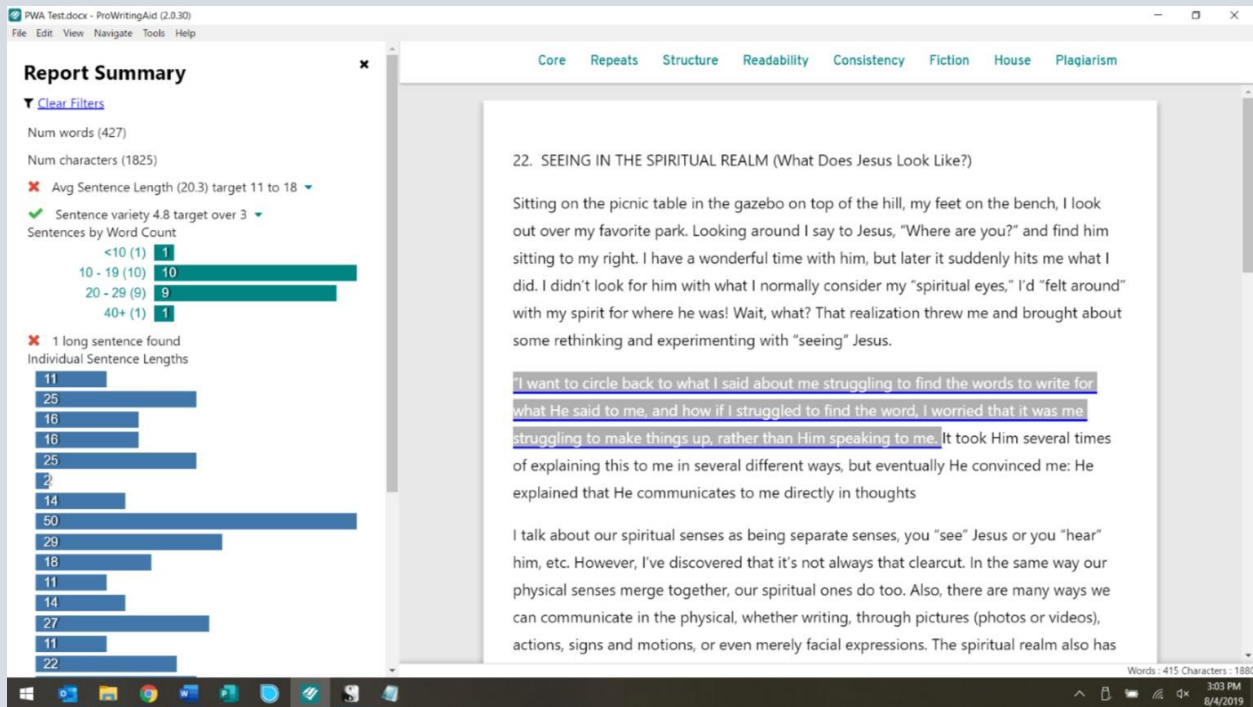 PWA Test.docx - ProWritingAid (2.0.30)
File Edit View Navigate Tools Help
Report Summary
Clear Filters
Num words (427)
Num characters (1825)
Avg Sentence Length (20.3) target 11 to 18
Sentence variety 4.8 target over 3
Sentences by Word Count
<10 (1) 1
10 - 19 (10) 10
20 - 29 (9) 9
40+ (1) 1
1 long sentence found
Individual Sentence Lengths
11
25
16
16
25
2
14
50
29
18
11
14
27
11
22
Core Repeats Structure Readability Consistency Fiction House Plagiarism
22. SEEING IN THE SPIRITUAL REALM (What Does Jesus Look Like?)
Sitting on the picnic table in the gazebo on top of the hill, my feet on the bench, I look
out over my favorite park. Looking around I say to Jesus, “Where are you?” and find him
sitting to my right. I have a wonderful time with him, but later it suddenly hits me what I
did. I didn’t look for him with what I normally consider my “spiritual eyes,” I’d “felt around”
with my spirit for where he was! Wait, what? That realization threw me and brought about
some rethinking and experimenting with “seeing” Jesus.
“I want to circle back to what I said about me struggling to find the words to write for
what He said to me, and how if I struggled to find the word, I worried that it was me
struggling to make things up, rather than Him speaking to me. It took Him several times
of explaining this to me in several different ways, but eventually He convinced me: He
explained that He communicates to me directly in thoughts
I talk about our spiritual senses as being separate senses, you “see” Jesus or you “hear”
him, etc. However, I’ve discovered that it’s not always that clearcut. In the same way our
physical senses merge together, our spiritual ones do too. Also, there are many ways we
can communicate in the physical, whether writing, through pictures (photos or videos),
actions, signs and motions, or even merely facial expressions. The spiritual realm also has
Words : 415 Characters : 1880
3:03 PM
8/4/2019